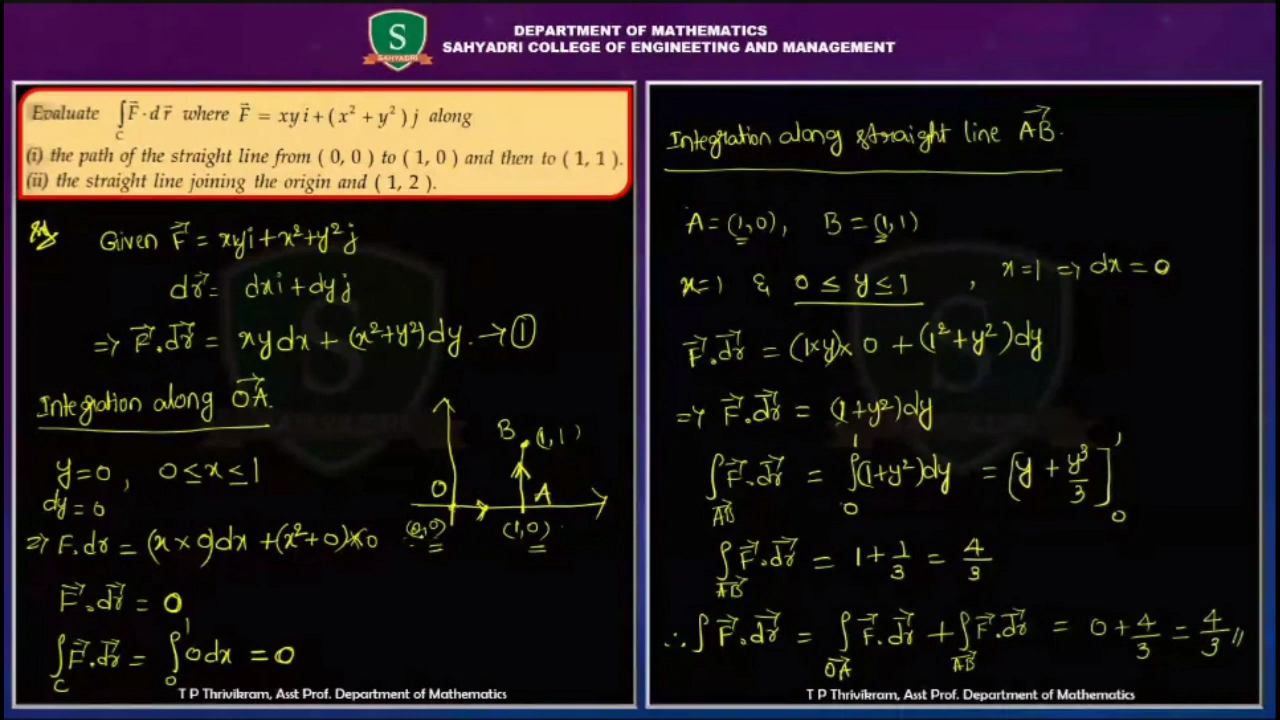 S
SAHYADRI
DEPARTMENT OF MATHEMATICS
SAHYADRI COLLEGE OF ENGINEETING AND MANAGEMENT
Evaluate ∫_C F⃗·d r⃗ where F⃗ = xy i + (x² + y²) j along
(i) the path of the straight line from (0, 0) to (1, 0) and then to (1, 1).
(ii) the straight line joining the origin and (1, 2).
Given F⃗ = xyi + x²+y²j
dr⃗ = dxi + dyj
⇒ F⃗.dr⃗ = xydx + (x²+y²)dy. → ①
Integration along OA⃗.
y=0, 0≤x≤1
dy=0
⇒ F.dr = (x×0)dx + (x²+0)×0
F⃗.dr⃗ = 0
∫_C F⃗.dr⃗ = ∫_0^1 0dx = 0
B (1,1)
O A
(0,0) (1,0)
T P Thrivikram, Asst Prof. Department of Mathematics
Integration along straight line AB⃗.
A = (1,0), B = (1,1)
x=1 & 0 ≤ y ≤ 1 , x=1 ⇒ dx = 0
F⃗.dr⃗ = (1×y)×0 + (1²+y²)dy
⇒ F⃗.dr⃗ = (1+y²)dy
∫_AB⃗ F⃗.dr⃗ = ∫_0^1 (1+y²)dy = [y + y³/3]_0^1
∫_AB⃗ F⃗.dr⃗ = 1 + 1/3 = 4/3
∴ ∫ F⃗.dr⃗ = ∫_OA⃗ F⃗.dr⃗ + ∫_AB⃗ F⃗.dr⃗ = 0 + 4/3 = 4/3 //
T P Thrivikram, Asst Prof. Department of Mathematics